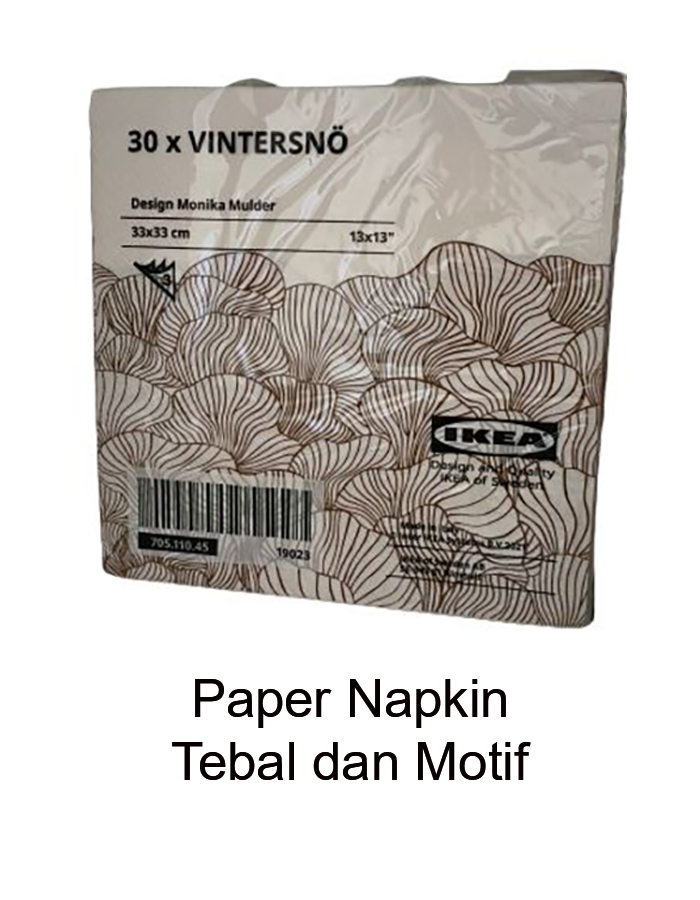 30 x VINTERSNÖ
Design Monika Mulder
33x33 cm 13x13"
3
IKEA
Design and Quality
IKEA of Sweden
705.110.45
19023
Paper Napkin
Tebal dan Motif